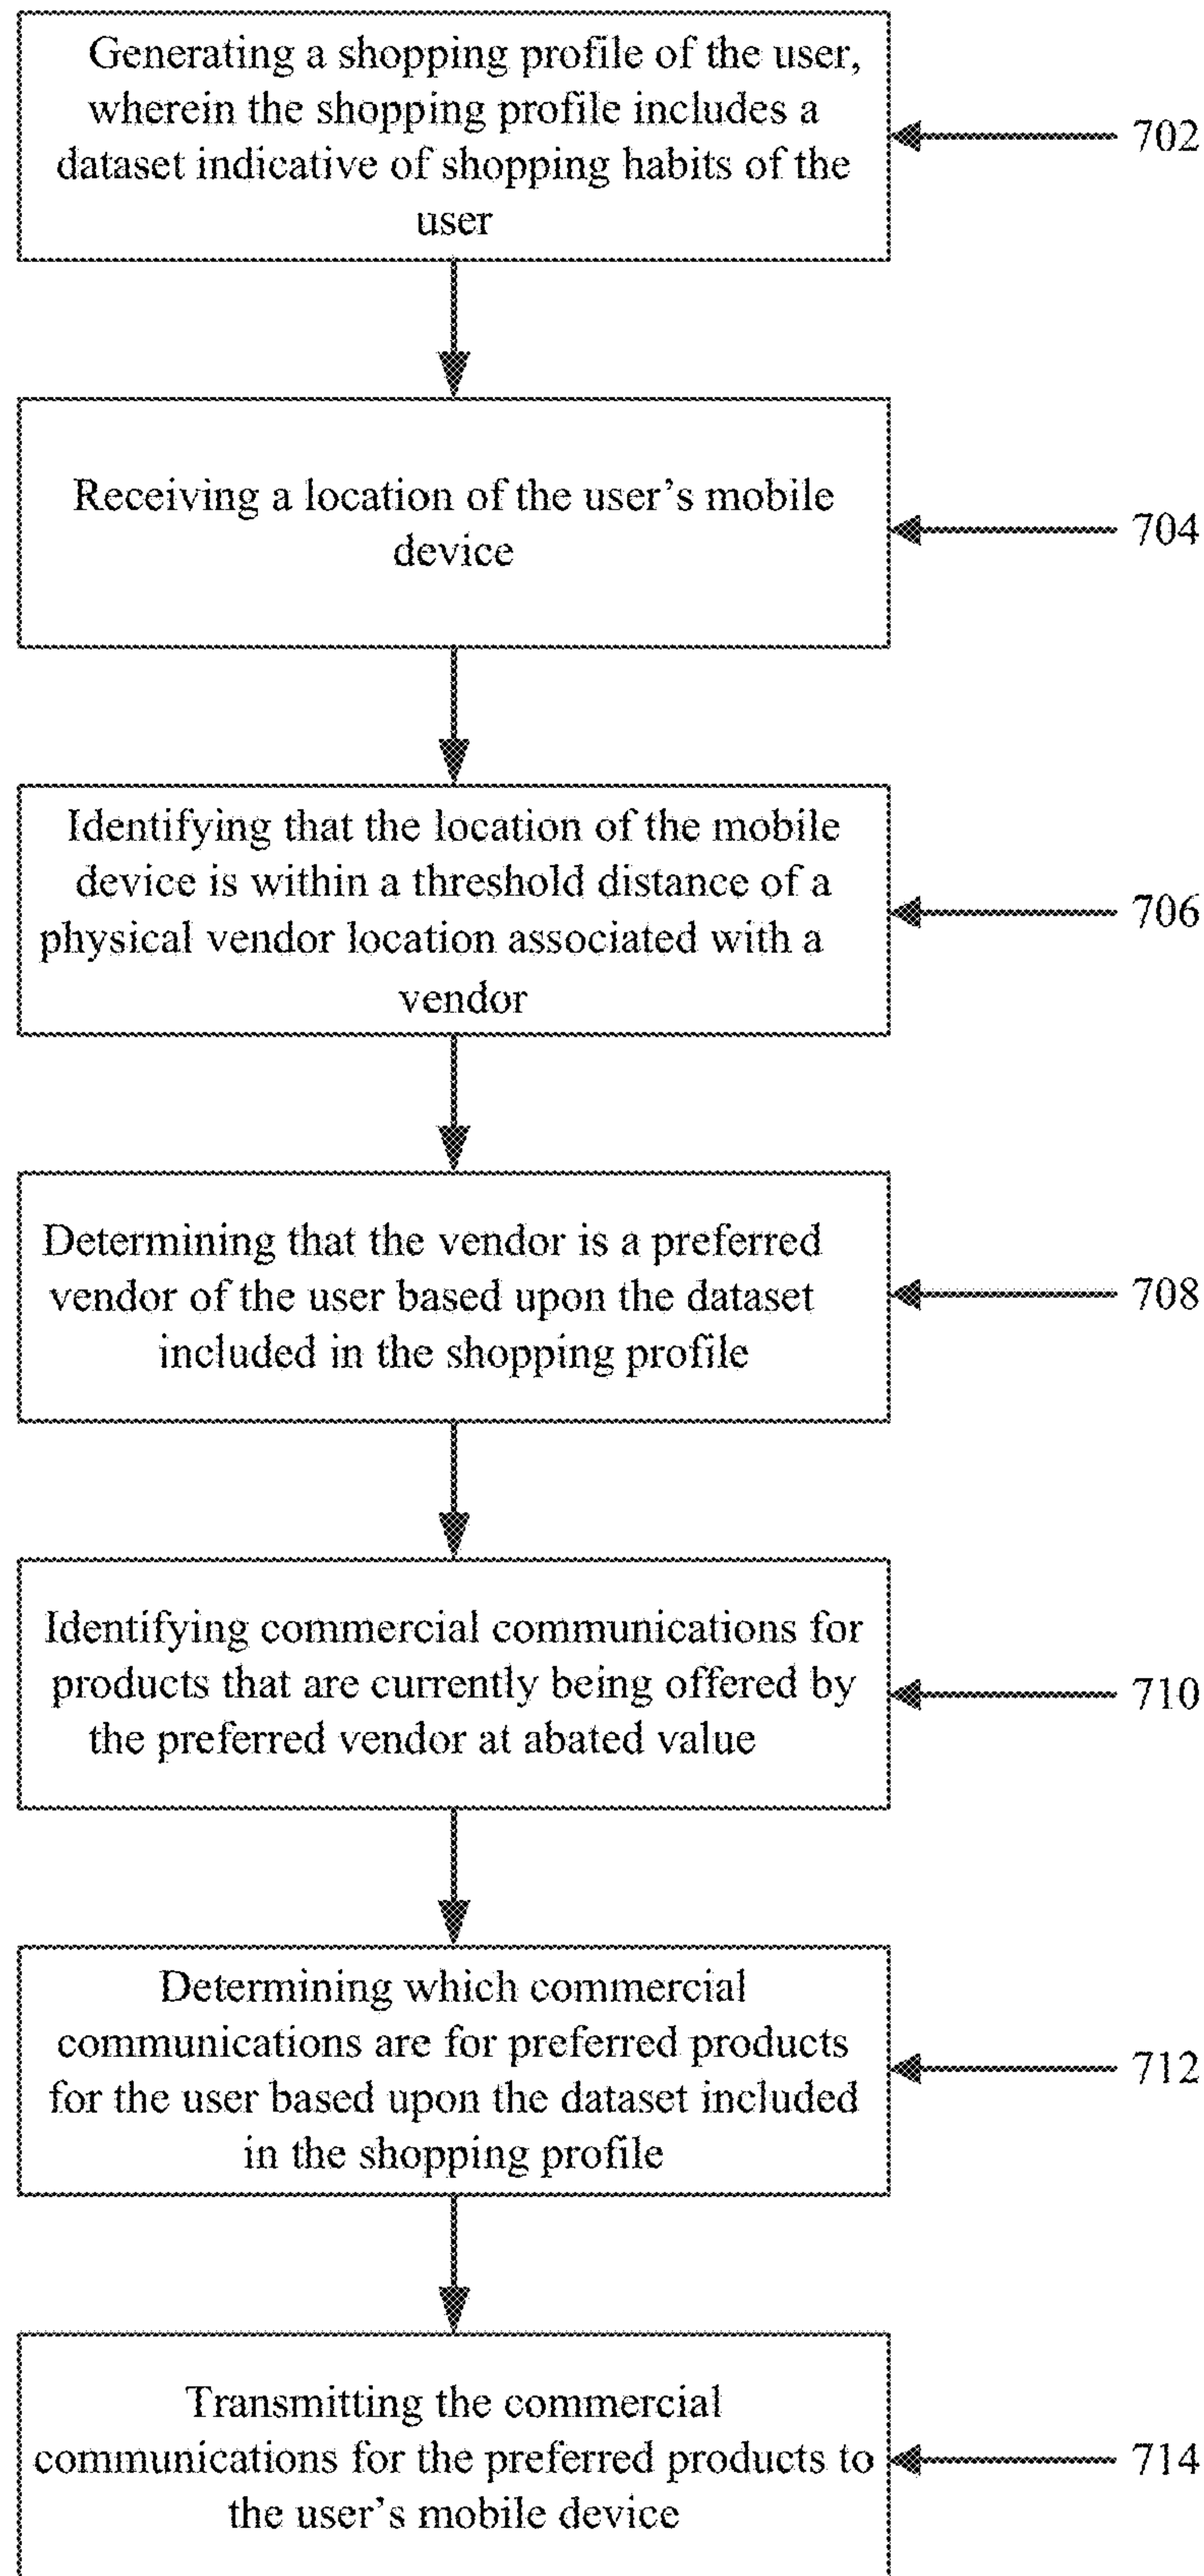 Generating a shopping profile of the user,
wherein the shopping profile includes a
dataset indicative of shopping habits of the
user
702
Receiving a location of the user's mobile
device
704
Identifying that the location of the mobile
device is within a threshold distance of a
physical vendor location associated with a
vendor
706
Determining that the vendor is a preferred
vendor of the user based upon the dataset
included in the shopping profile
708
Identifying commercial communications for
products that are currently being offered by
the preferred vendor at abated value
710
Determining which commercial
communications are for preferred products
for the user based upon the dataset included
in the shopping profile
712
Transmitting the commercial
communications for the preferred products to
the user's mobile device
714